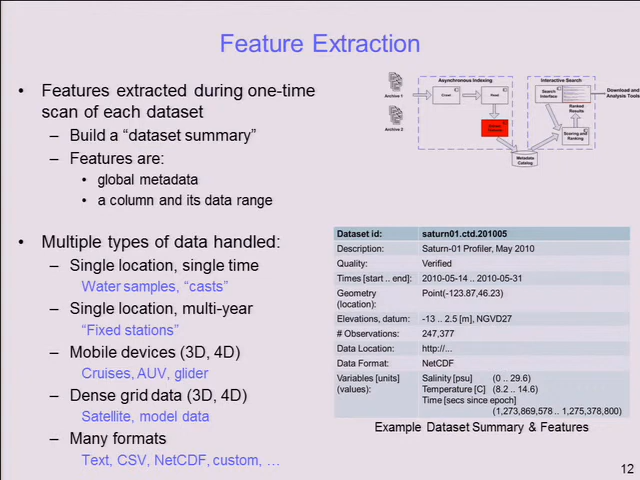 Feature Extraction
• Features extracted during one-time
scan of each dataset
– Build a “dataset summary”
– Features are:
• global metadata
• a column and its data range
• Multiple types of data handled:
– Single location, single time
Water samples, “casts”
– Single location, multi-year
“Fixed stations”
– Mobile devices (3D, 4D)
Cruises, AUV, glider
– Dense grid data (3D, 4D)
Satellite, model data
– Many formats
Text, CSV, NetCDF, custom, …
Asynchronous Indexing
Interactive Search
Archive 1
Crawl
Read
Search
Interface
Ranked
Results
Download and
Analysis Tools
Archive 2
Scoring and
Ranking
Metadata
Catalog
Dataset id: saturn01.ctd.201005
Description: Saturn-01 Profiler, May 2010
Quality: Verified
Times [start .. end]: 2010-05-14 .. 2010-05-31
Geometry Point(-123.87,46.23)
(location):
Elevations, datum: -13 .. 2.5 [m], NGVD27
# Observations: 247,377
Data Location: http://...
Data Format: NetCDF
Variables [units] Salinity [psu] (0 .. 29.6)
(values): Temperature [C] (8.2 .. 14.6)
Time [secs since epoch]
(1,273,869,578 .. 1,275,378,800)
Example Dataset Summary & Features
12